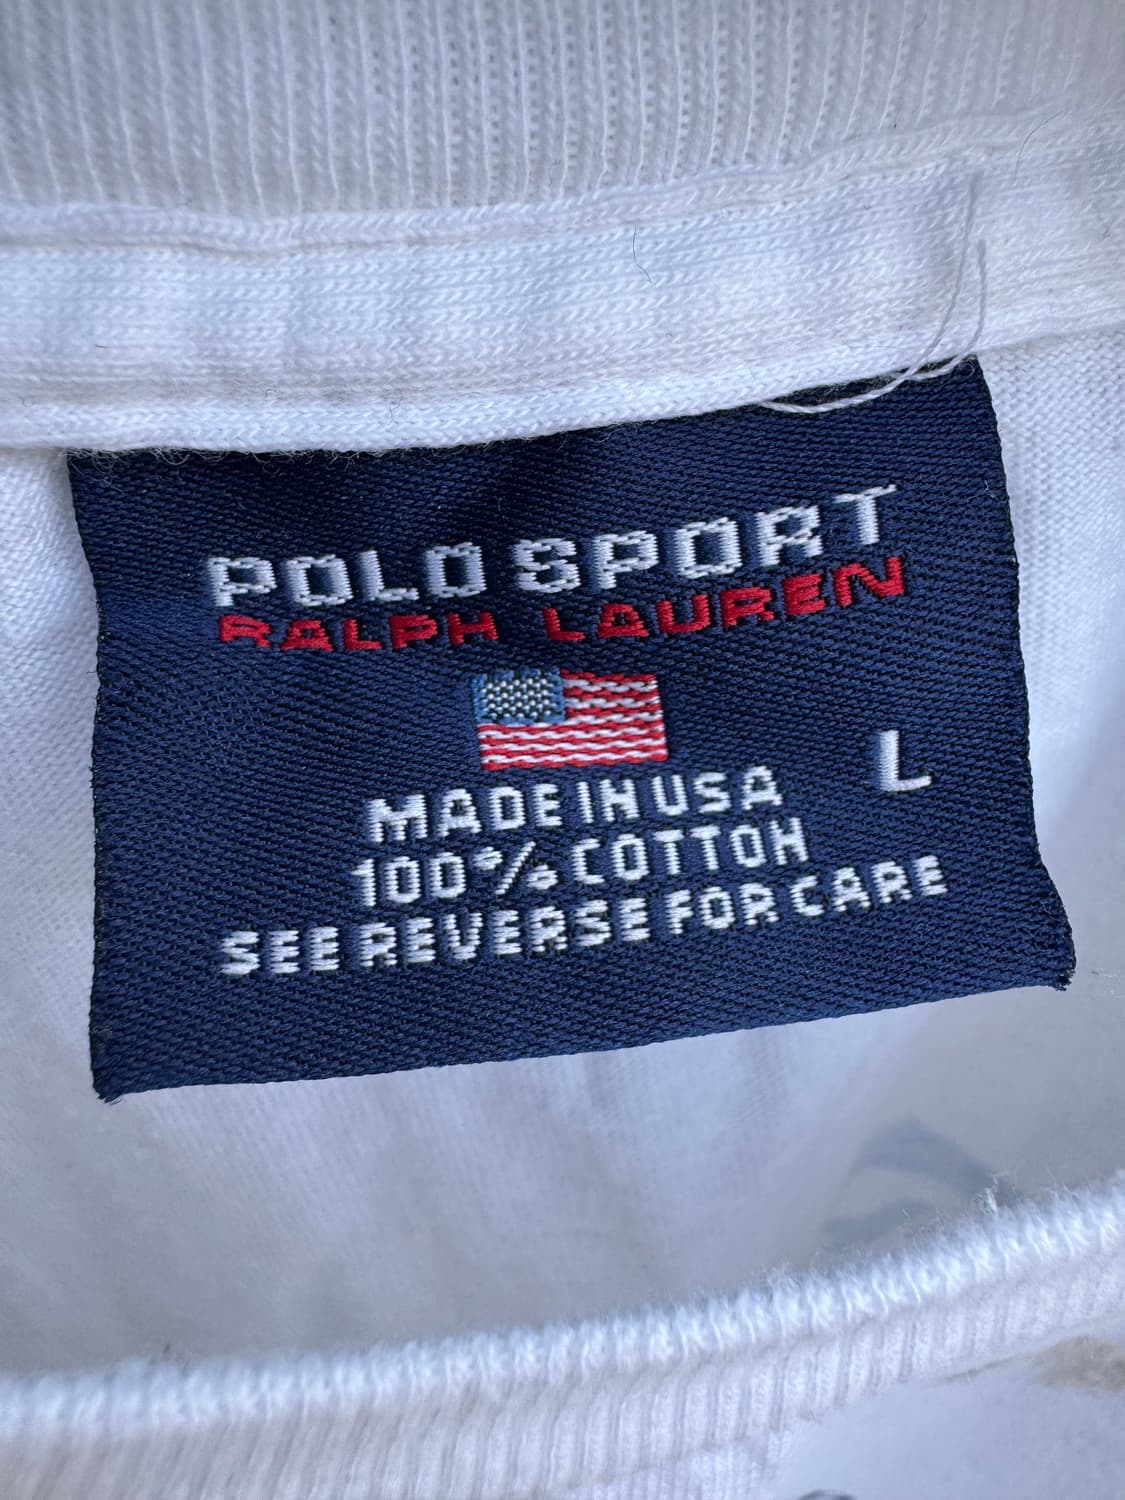 POLO SPORT
RALPH LAUREN
L
MADE IN USA
100% COTTON
SEE REVERSE FOR CARE